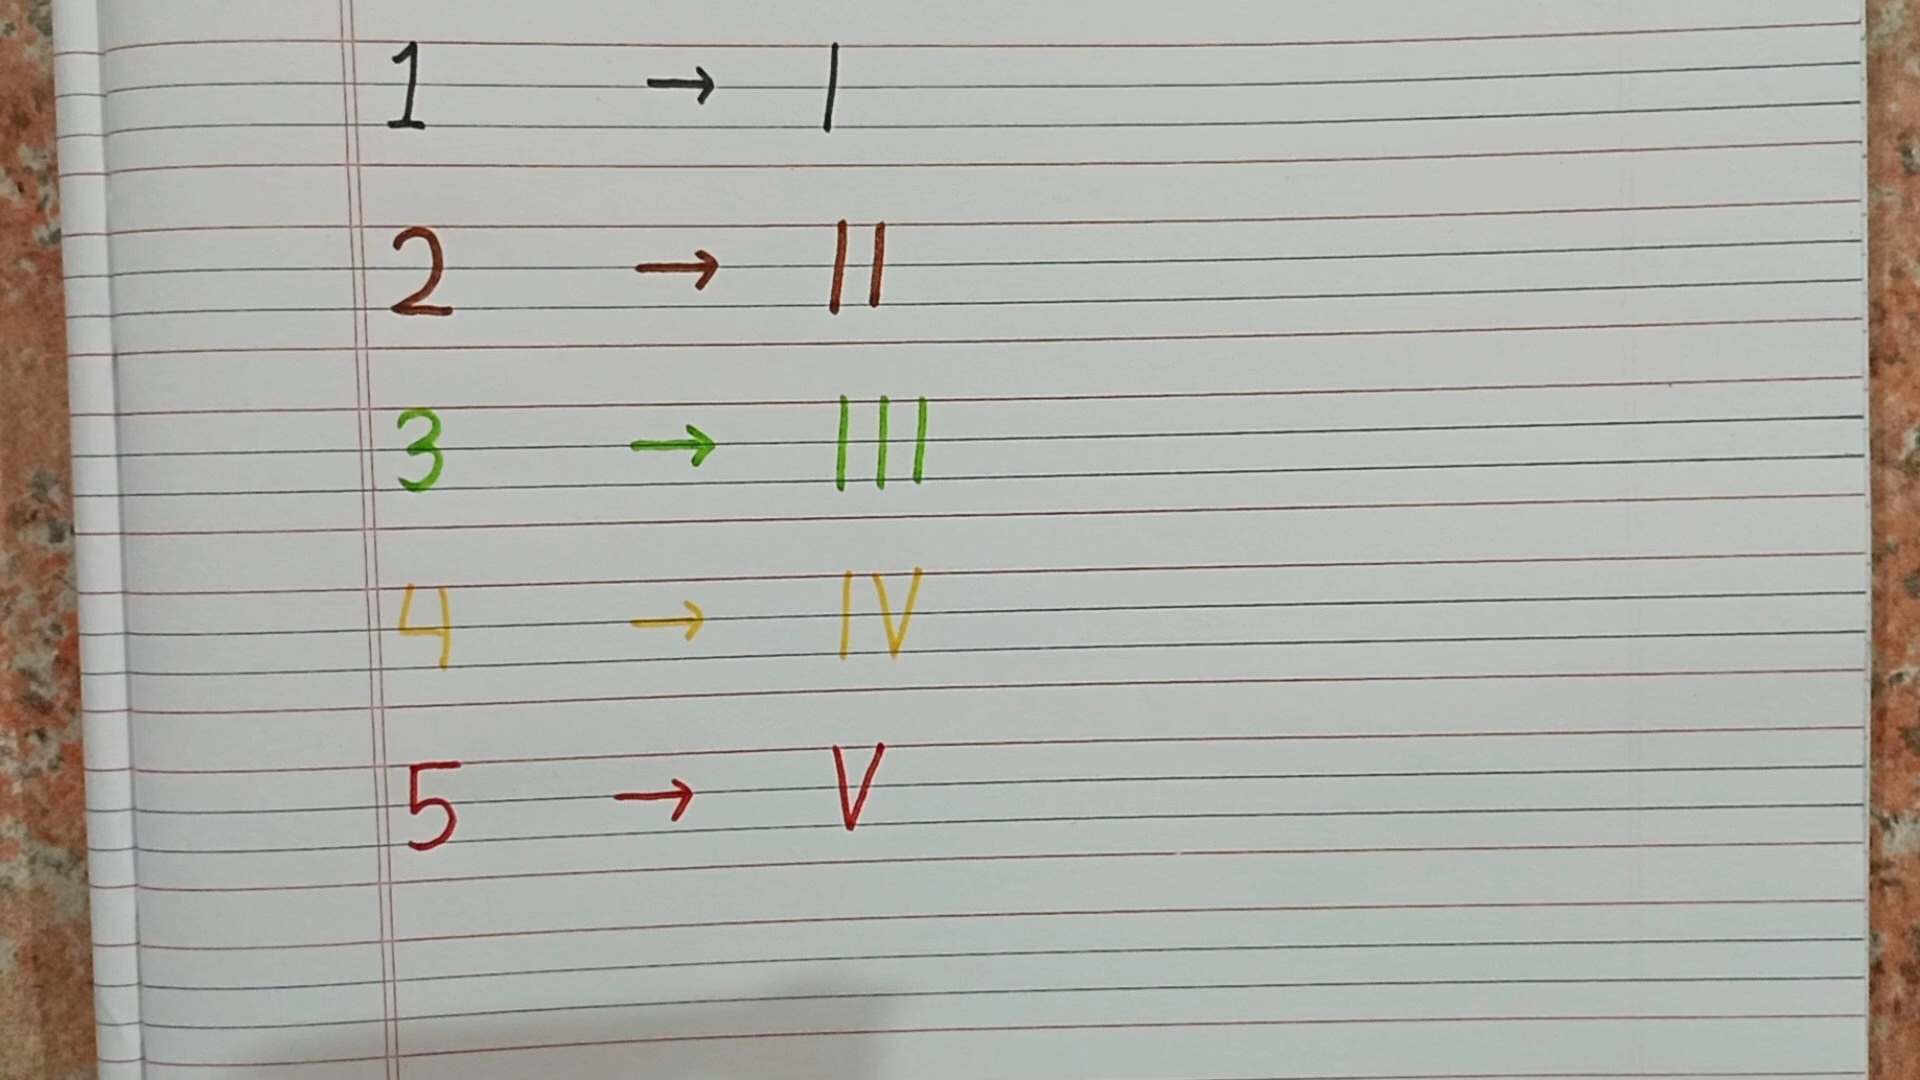 1 → I
2 → II
3 → III
4 → IV
5 → V